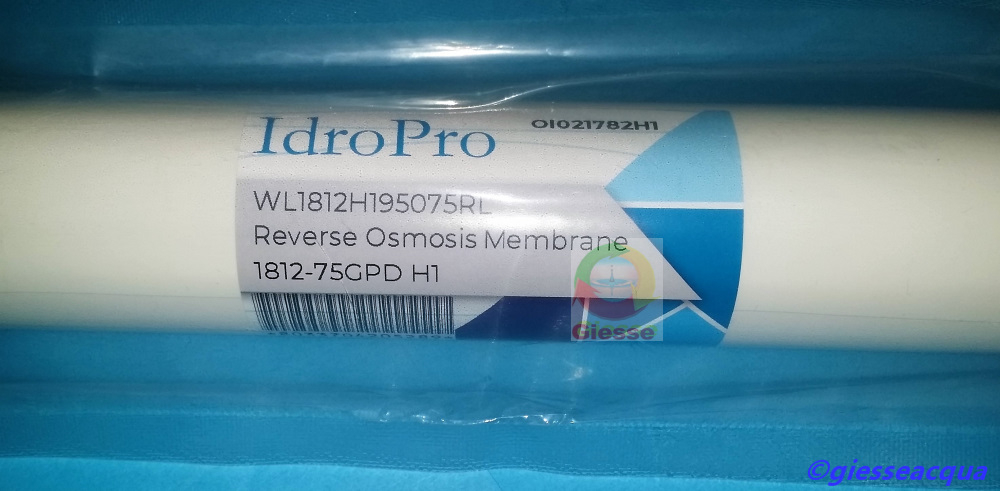 IdroPro
OI021782H1
WL1812H195075RL
Reverse Osmosis Membrane
1812-75GPD H1
Giesse
©giesseacqua